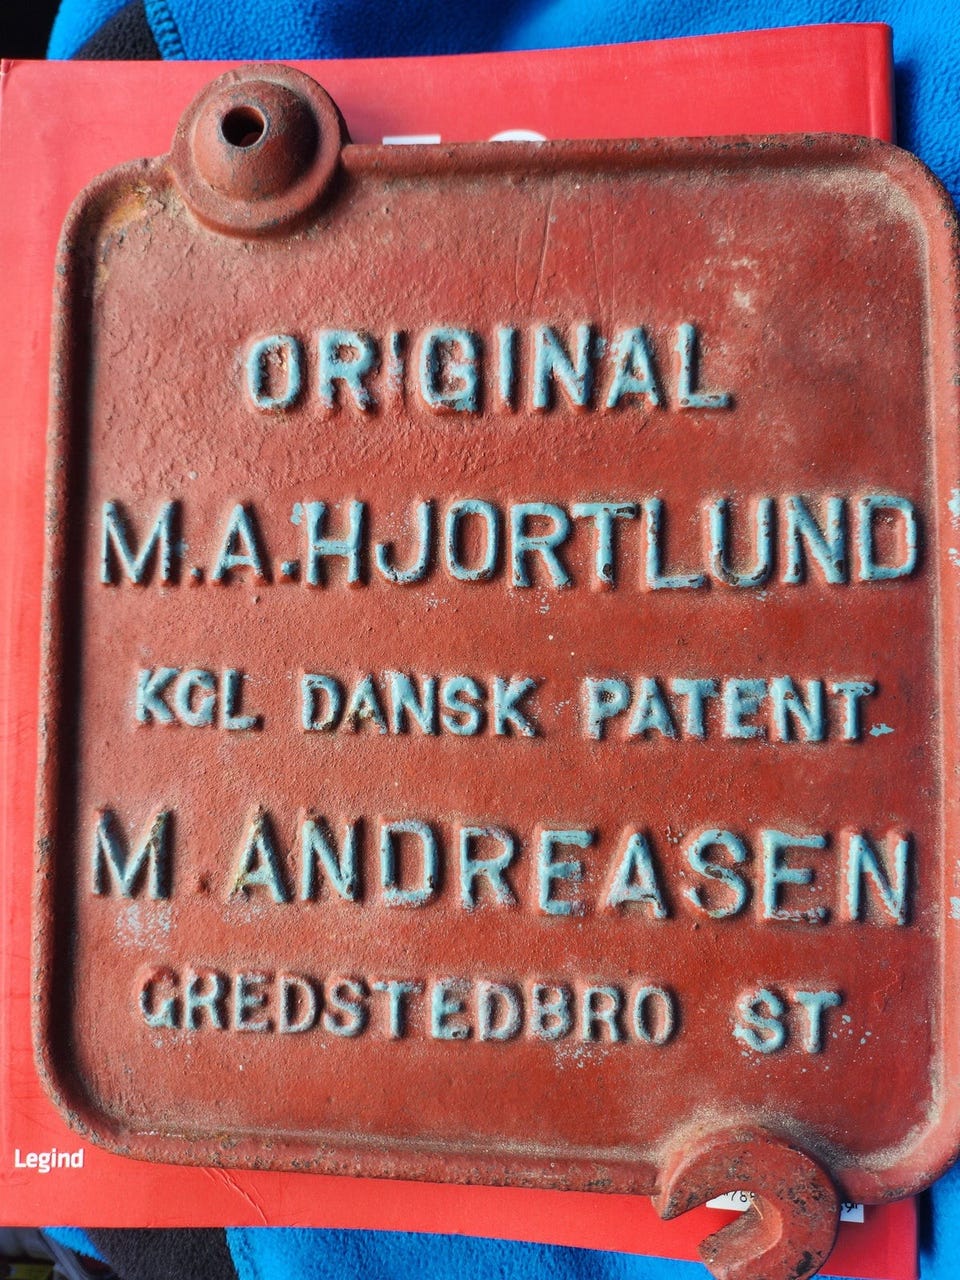 ORIGINAL
M.A.HJORTLUND
KGL DANSK PATENT
M ANDREASEN
GREDSTEDBRO ST
Legind